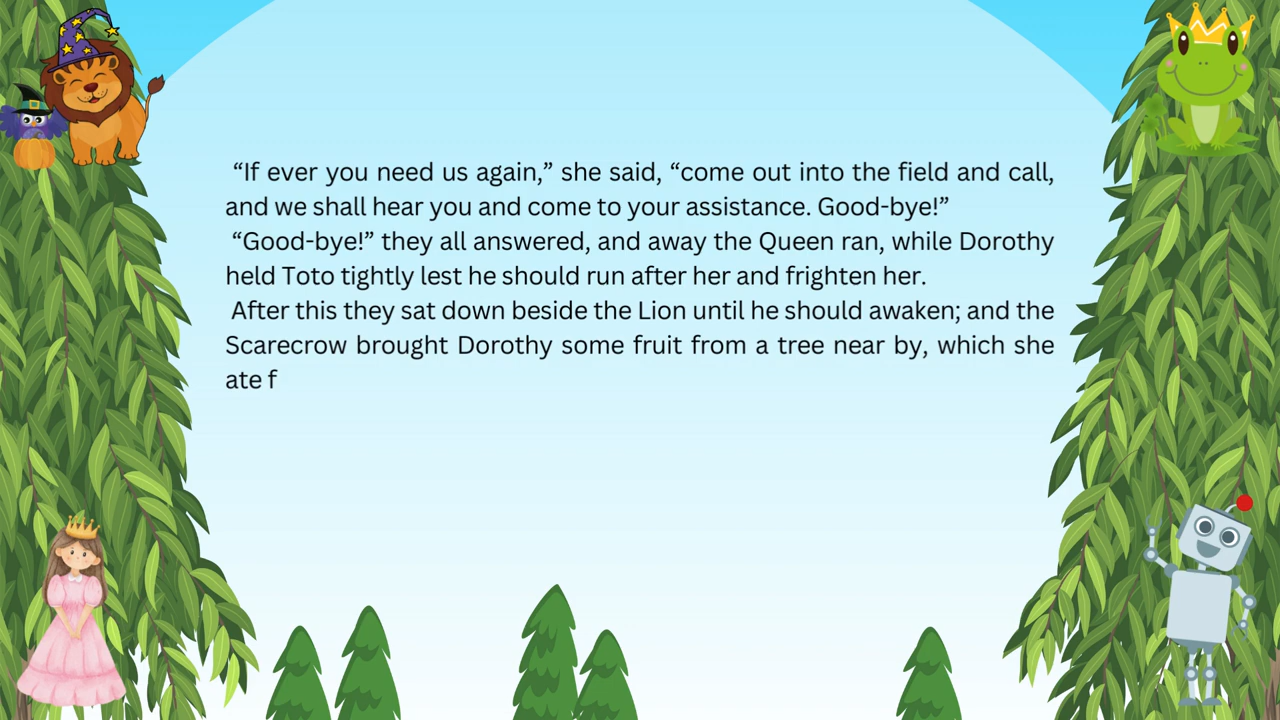 “If ever you need us again,” she said, “come out into the field and call,
and we shall hear you and come to your assistance. Good-bye!”
“Good-bye!” they all answered, and away the Queen ran, while Dorothy
held Toto tightly lest he should run after her and frighten her.
After this they sat down beside the Lion until he should awaken; and the
Scarecrow brought Dorothy some fruit from a tree near by, which she
ate f